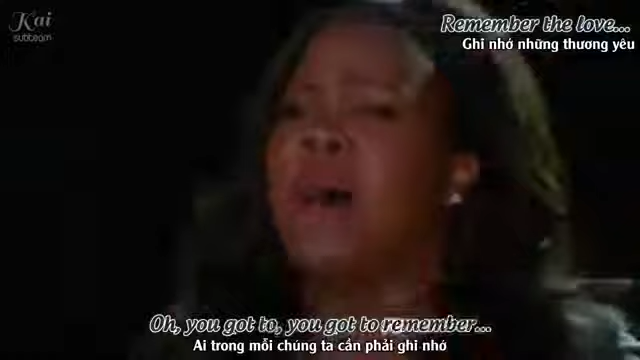 Kai
subteam
Remember the love...
Ghi nhớ những thương yêu
Oh, you got to, you got to remember...
Ai trong mỗi chúng ta cần phải ghi nhớ